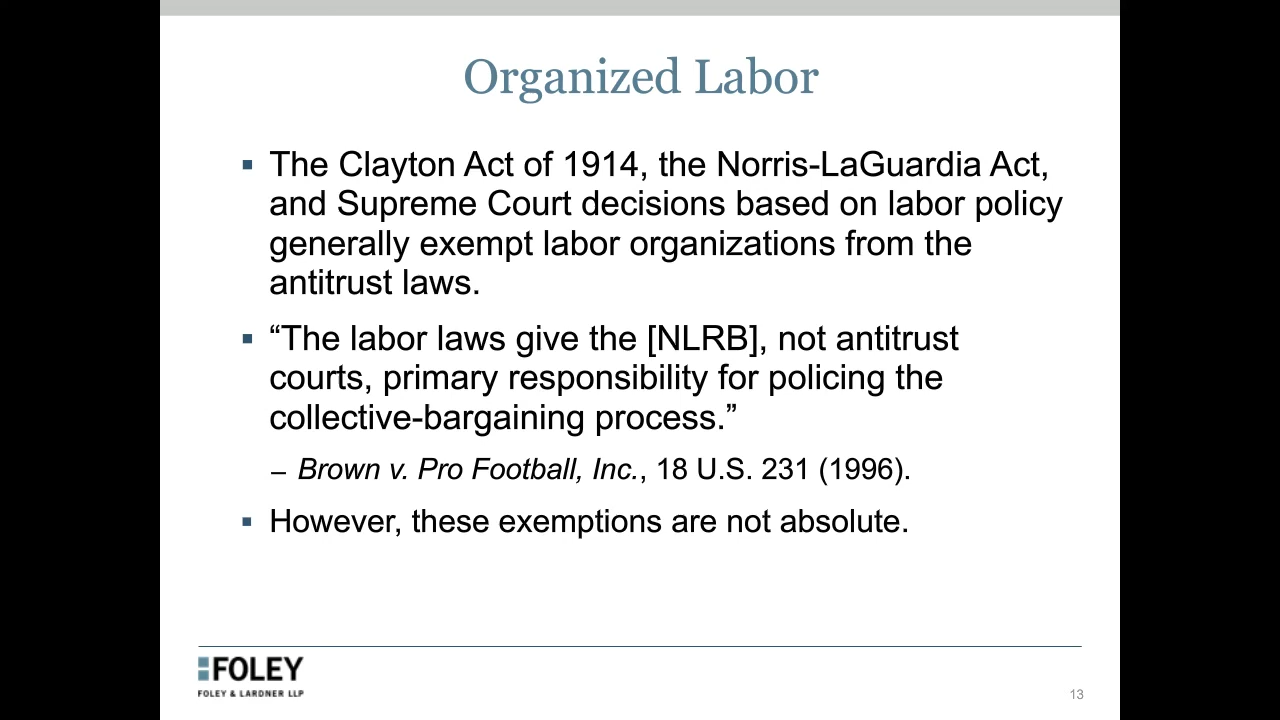 Organized Labor
The Clayton Act of 1914, the Norris-LaGuardia Act,
and Supreme Court decisions based on labor policy
generally exempt labor organizations from the
antitrust laws.
“The labor laws give the [NLRB], not antitrust
courts, primary responsibility for policing the
collective-bargaining process.”
– Brown v. Pro Football, Inc., 18 U.S. 231 (1996).
However, these exemptions are not absolute.
FOLEY
FOLEY & LARDNER LLP
13